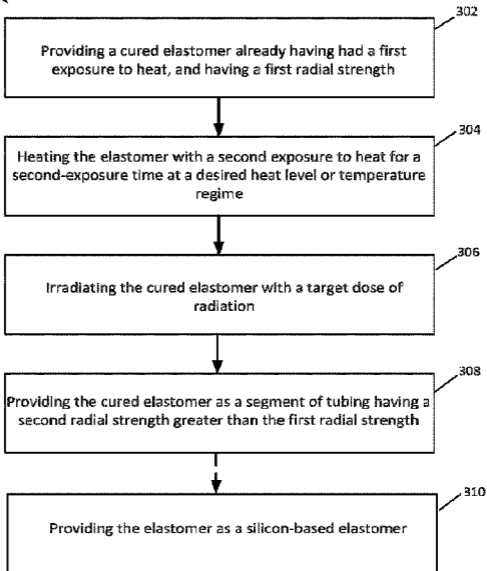 302
Providing a cured elastomer already having had a first
exposure to heat, and having a first radial strength
304
Heating the elastomer with a second exposure to heat for a
second-exposure time at a desired heat level or temperature
regime
306
Irradiating the cured elastomer with a target dose of
radiation
308
Providing the cured elastomer as a segment of tubing having a
second radial strength greater than the first radial strength
310
Providing the elastomer as a silicon-based elastomer